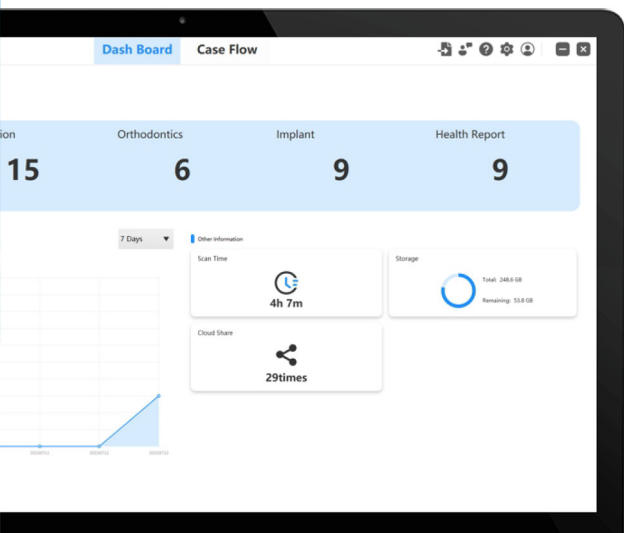 Dash Board Case Flow
ion Orthodontics Implant Health Report
15 6 9 9
7 Days
Other Information
Scan Time
4h 7m
Storage
Total: 248.6 GB
Remaining: 53.8 GB
Cloud Share
29times